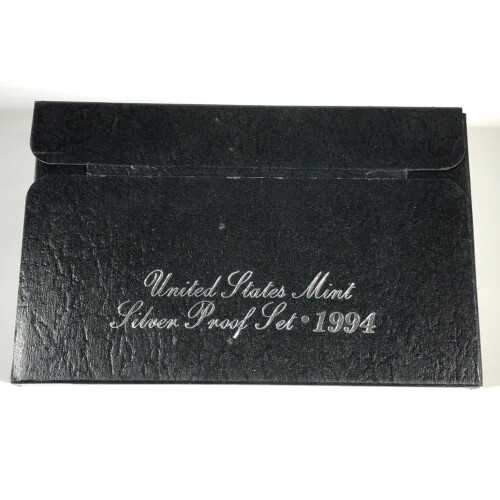 United States Mint
Silver Proof Set • 1994